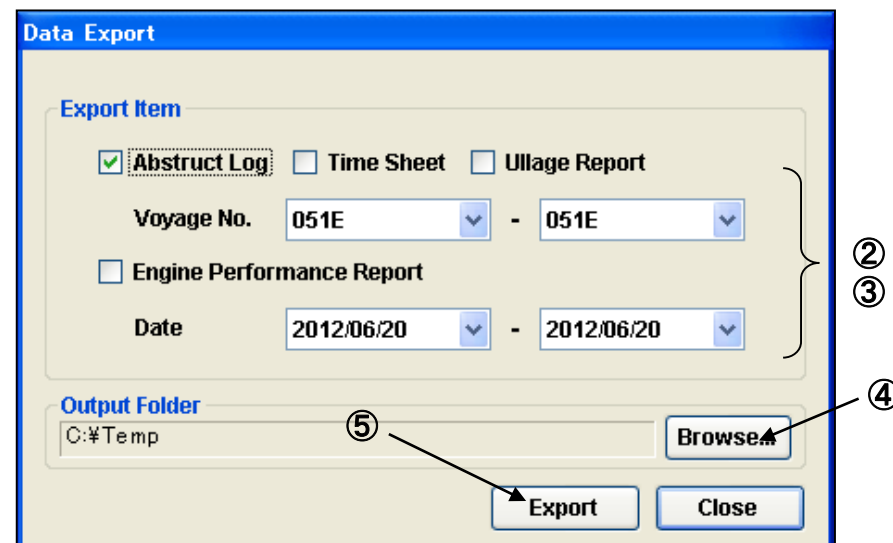 Data Export
Export Item
Abstruct Log Time Sheet Ullage Report
Voyage No. 051E - 051E
②
Engine Performance Report
③
Date 2012/06/20 - 2012/06/20
Output Folder
④
C:¥Temp
⑤
Browse...
Export Close